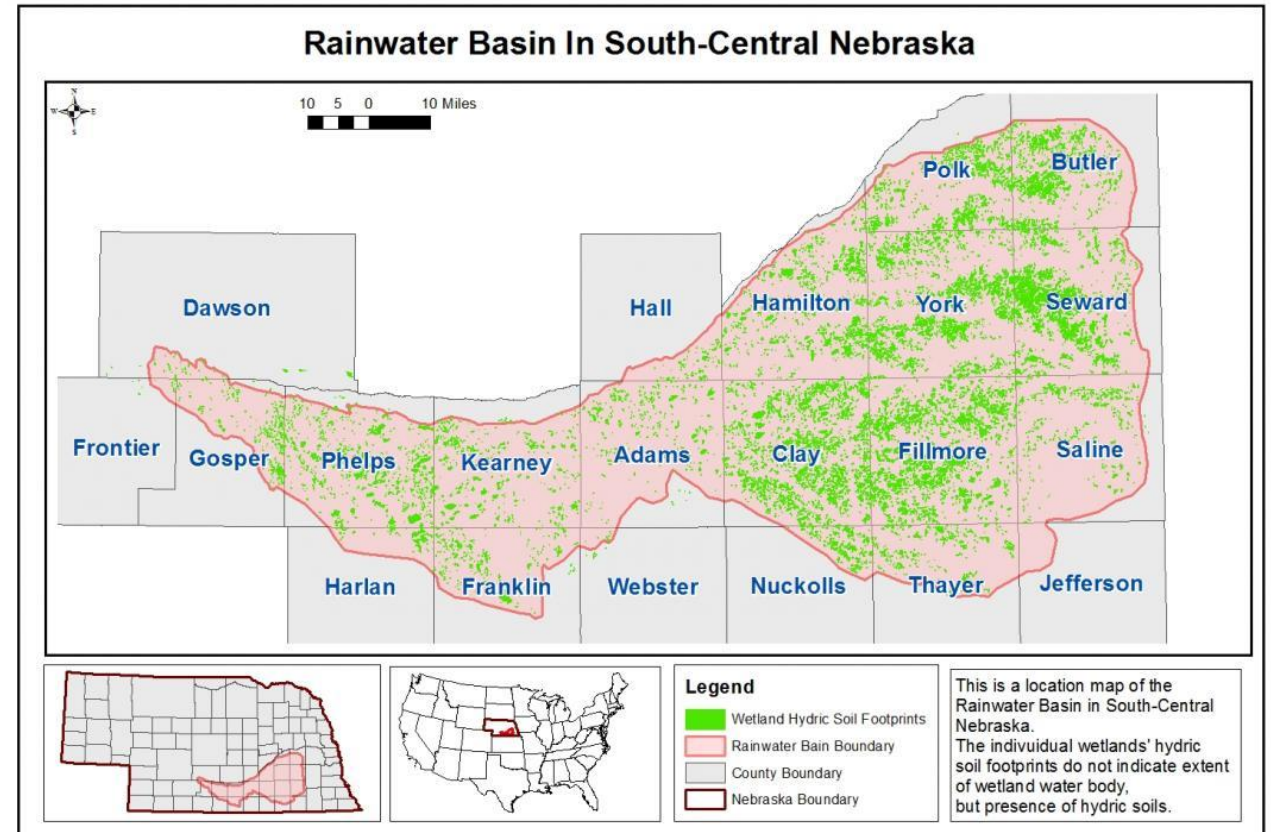 Rainwater Basin In South-Central Nebraska
N
W E
S
10 5 0 10 Miles
Polk
Butler
Dawson
Hall
Hamilton
York
Seward
Frontier
Gosper
Phelps
Kearney
Adams
Clay
Fillmore
Saline
Harlan
Franklin
Webster
Nuckolls
Thayer
Jefferson
Legend
Wetland Hydric Soil Footprints
Rainwater Bain Boundary
County Boundary
Nebraska Boundary
This is a location map of the
Rainwater Basin in South-Central
Nebraska.
The indivuidual wetlands' hydric
soil footprints do not indicate extent
of wetland water body,
but presence of hydric soils.